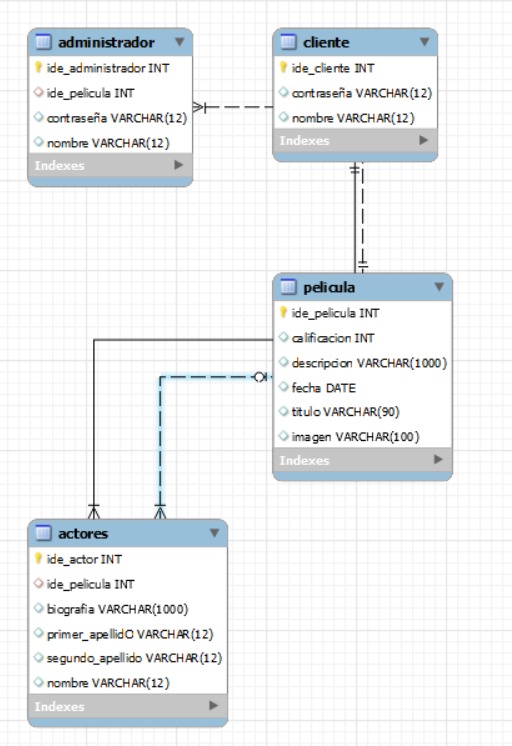 administrador
ide_administrador INT
ide_pelicula INT
contraseña VARCHAR(12)
nombre VARCHAR(12)
Indexes
cliente
ide_cliente INT
contraseña VARCHAR(12)
nombre VARCHAR(12)
Indexes
pelicula
ide_pelicula INT
calificacion INT
descripcion VARCHAR(1000)
fecha DATE
titulo VARCHAR(90)
imagen VARCHAR(100)
Indexes
actores
ide_actor INT
ide_pelicula INT
biografia VARCHAR(1000)
primer_apellidO VARCHAR(12)
segundo_apellido VARCHAR(12)
nombre VARCHAR(12)
Indexes